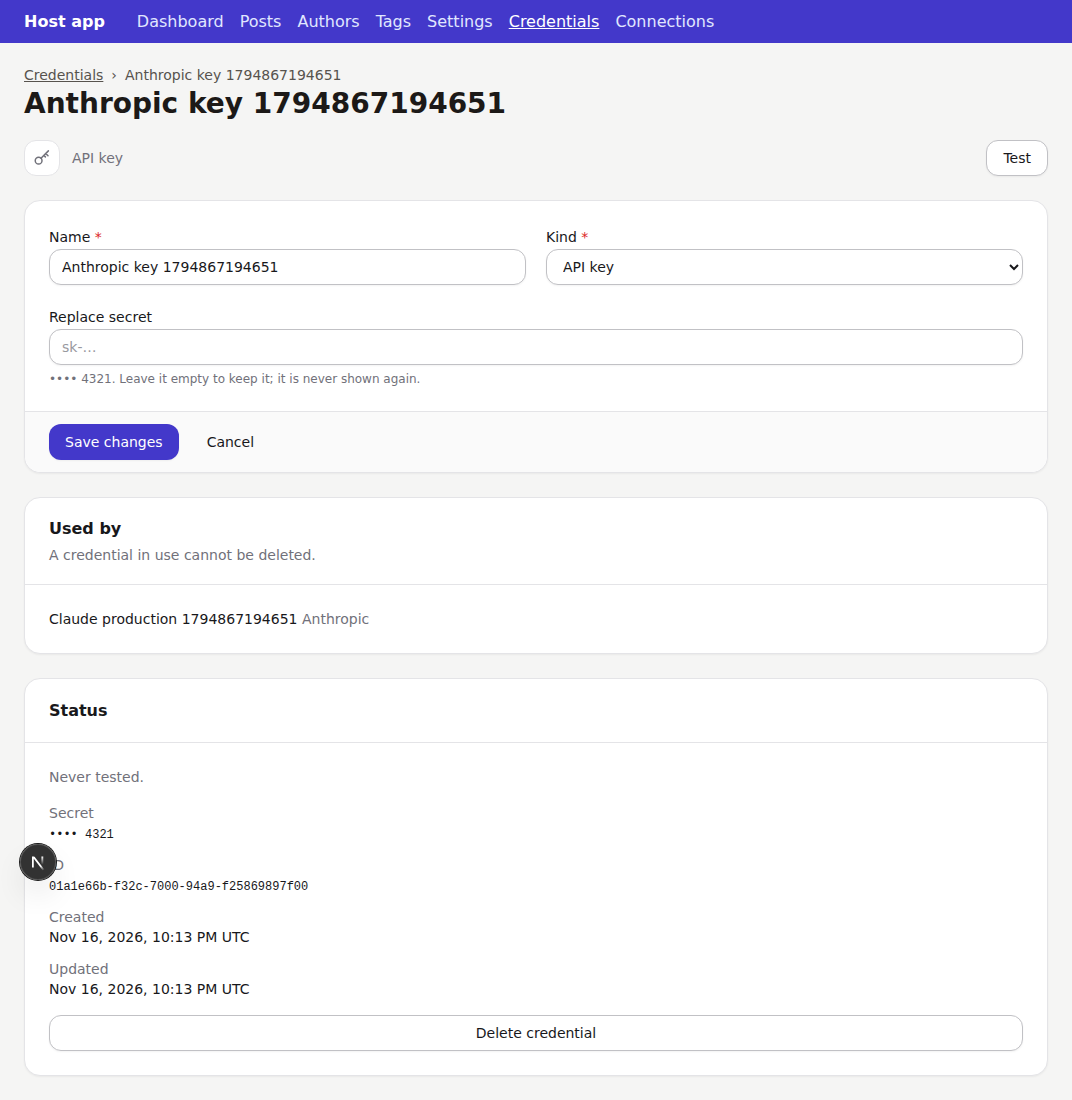 Host app Dashboard Posts Authors Tags Settings Credentials Connections
Credentials › Anthropic key 1794867194651
Anthropic key 1794867194651
API key Test
Name * Kind *
Anthropic key 1794867194651 API key
Replace secret
sk-...
•••• 4321. Leave it empty to keep it; it is never shown again.
Save changes Cancel
Used by
A credential in use cannot be deleted.
Claude production 1794867194651 Anthropic
Status
Never tested.
Secret
•••• 4321
01a1e66b-f32c-7000-94a9-f25869897f00
Created
Nov 16, 2026, 10:13 PM UTC
Updated
Nov 16, 2026, 10:13 PM UTC
Delete credential